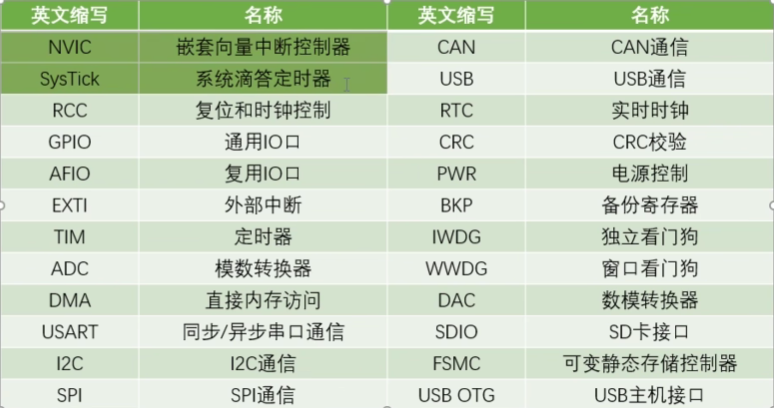 英文缩写 名称 英文缩写 名称
NVIC 嵌套向量中断控制器 CAN CAN通信
SysTick 系统滴答定时器 USB USB通信
RCC 复位和时钟控制 RTC 实时时钟
GPIO 通用IO口 CRC CRC校验
AFIO 复用IO口 PWR 电源控制
EXTI 外部中断 BKP 备份寄存器
TIM 定时器 IWDG 独立看门狗
ADC 模数转换器 WWDG 窗口看门狗
DMA 直接内存访问 DAC 数模转换器
USART 同步/异步串口通信 SDIO SD卡接口
I2C I2C通信 FSMC 可变静态存储控制器
SPI SPI通信 USB OTG USB主机接口